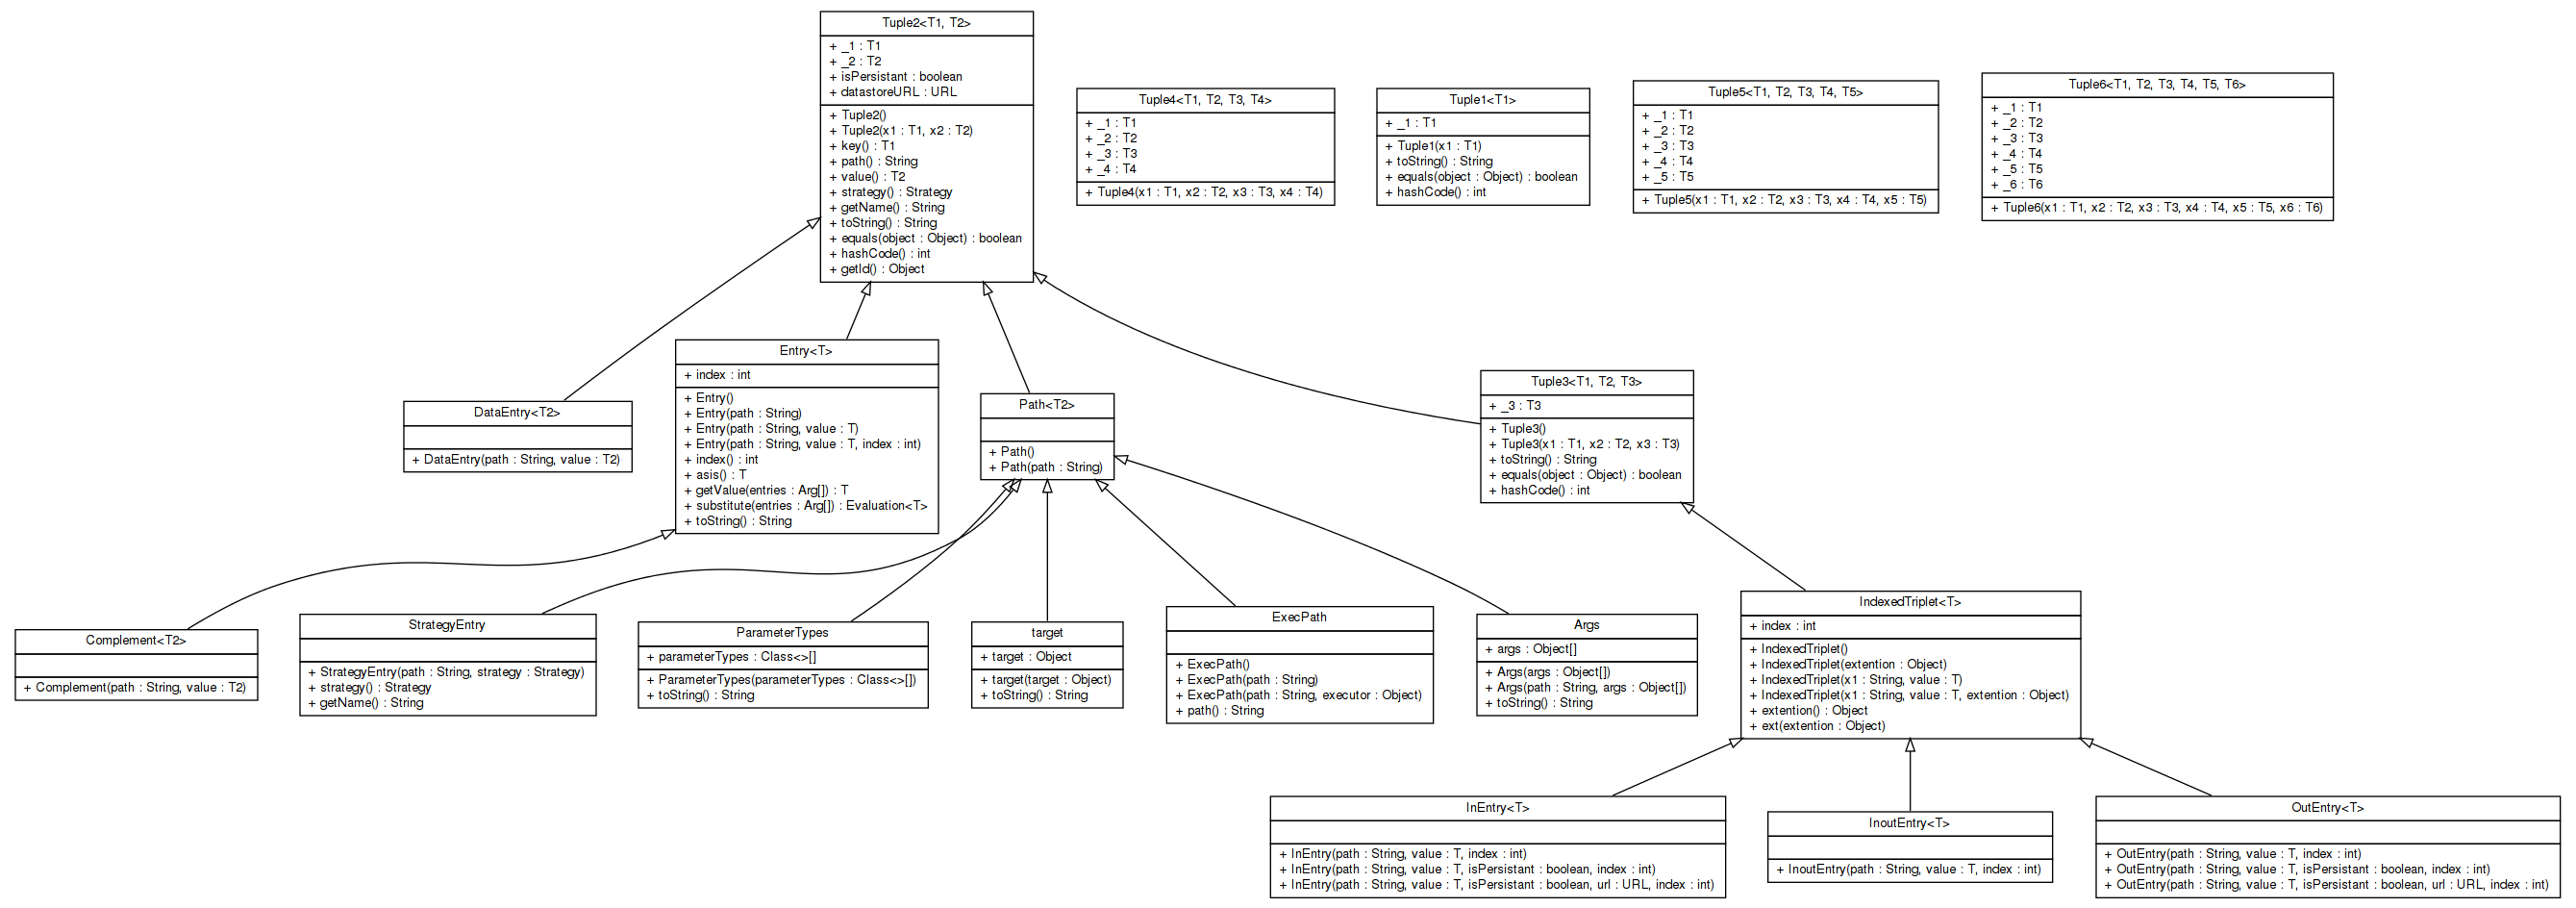 Tuple2<T1, T2>
+ _1 : T1
+ _2 : T2
+ isPersistant : boolean
+ datastoreURL : URL
+ Tuple2()
+ Tuple2(x1 : T1, x2 : T2)
+ key() : T1
+ path() : String
+ value() : T2
+ strategy() : Strategy
+ getName() : String
+ toString() : String
+ equals(object : Object) : boolean
+ hashCode() : int
+ getId() : Object
Tuple4<T1, T2, T3, T4>
+ _1 : T1
+ _2 : T2
+ _3 : T3
+ _4 : T4
+ Tuple4(x1 : T1, x2 : T2, x3 : T3, x4 : T4)
Tuple1<T1>
+ _1 : T1
+ Tuple1(x1 : T1)
+ toString() : String
+ equals(object : Object) : boolean
+ hashCode() : int
Tuple5<T1, T2, T3, T4, T5>
+ _1 : T1
+ _2 : T2
+ _3 : T3
+ _4 : T4
+ _5 : T5
+ Tuple5(x1 : T1, x2 : T2, x3 : T3, x4 : T4, x5 : T5)
Tuple6<T1, T2, T3, T4, T5, T6>
+ _1 : T1
+ _2 : T2
+ _3 : T3
+ _4 : T4
+ _5 : T5
+ _6 : T6
+ Tuple6(x1 : T1, x2 : T2, x3 : T3, x4 : T4, x5 : T5, x6 : T6)
DataEntry<T2>
+ DataEntry(path : String, value : T2)
Entry<T>
+ index : int
+ Entry()
+ Entry(path : String)
+ Entry(path : String, value : T)
+ Entry(path : String, value : T, index : int)
+ index() : int
+ asis() : T
+ getValue(entries : Arg[]) : T
+ substitute(entries : Arg[]) : Evaluation<T>
+ toString() : String
Path<T2>
+ Path()
+ Path(path : String)
Tuple3<T1, T2, T3>
+ _3 : T3
+ Tuple3()
+ Tuple3(x1 : T1, x2 : T2, x3 : T3)
+ toString() : String
+ equals(object : Object) : boolean
+ hashCode() : int
Complement<T2>
+ Complement(path : String, value : T2)
StrategyEntry
+ StrategyEntry(path : String, strategy : Strategy)
+ strategy() : Strategy
+ getName() : String
ParameterTypes
+ parameterTypes : Class<>[]
+ ParameterTypes(parameterTypes : Class<>[])
+ toString() : String
target
+ target : Object
+ target(target : Object)
+ toString() : String
ExecPath
+ ExecPath()
+ ExecPath(path : String)
+ ExecPath(path : String, executor : Object)
+ path() : String
Args
+ args : Object[]
+ Args(args : Object[])
+ Args(path : String, args : Object[])
+ toString() : String
IndexedTriplet<T>
+ index : int
+ IndexedTriplet()
+ IndexedTriplet(extention : Object)
+ IndexedTriplet(x1 : String, value : T)
+ IndexedTriplet(x1 : String, value : T, extention : Object)
+ extention() : Object
+ ext(extention : Object)
InEntry<T>
+ InEntry(path : String, value : T, index : int)
+ InEntry(path : String, value : T, isPersistant : boolean, index : int)
+ InEntry(path : String, value : T, isPersistant : boolean, url : URL, index : int)
InoutEntry<T>
+ InoutEntry(path : String, value : T, index : int)
OutEntry<T>
+ OutEntry(path : String, value : T, index : int)
+ OutEntry(path : String, value : T, isPersistant : boolean, index : int)
+ OutEntry(path : String, value : T, isPersistant : boolean, url : URL, index : int)